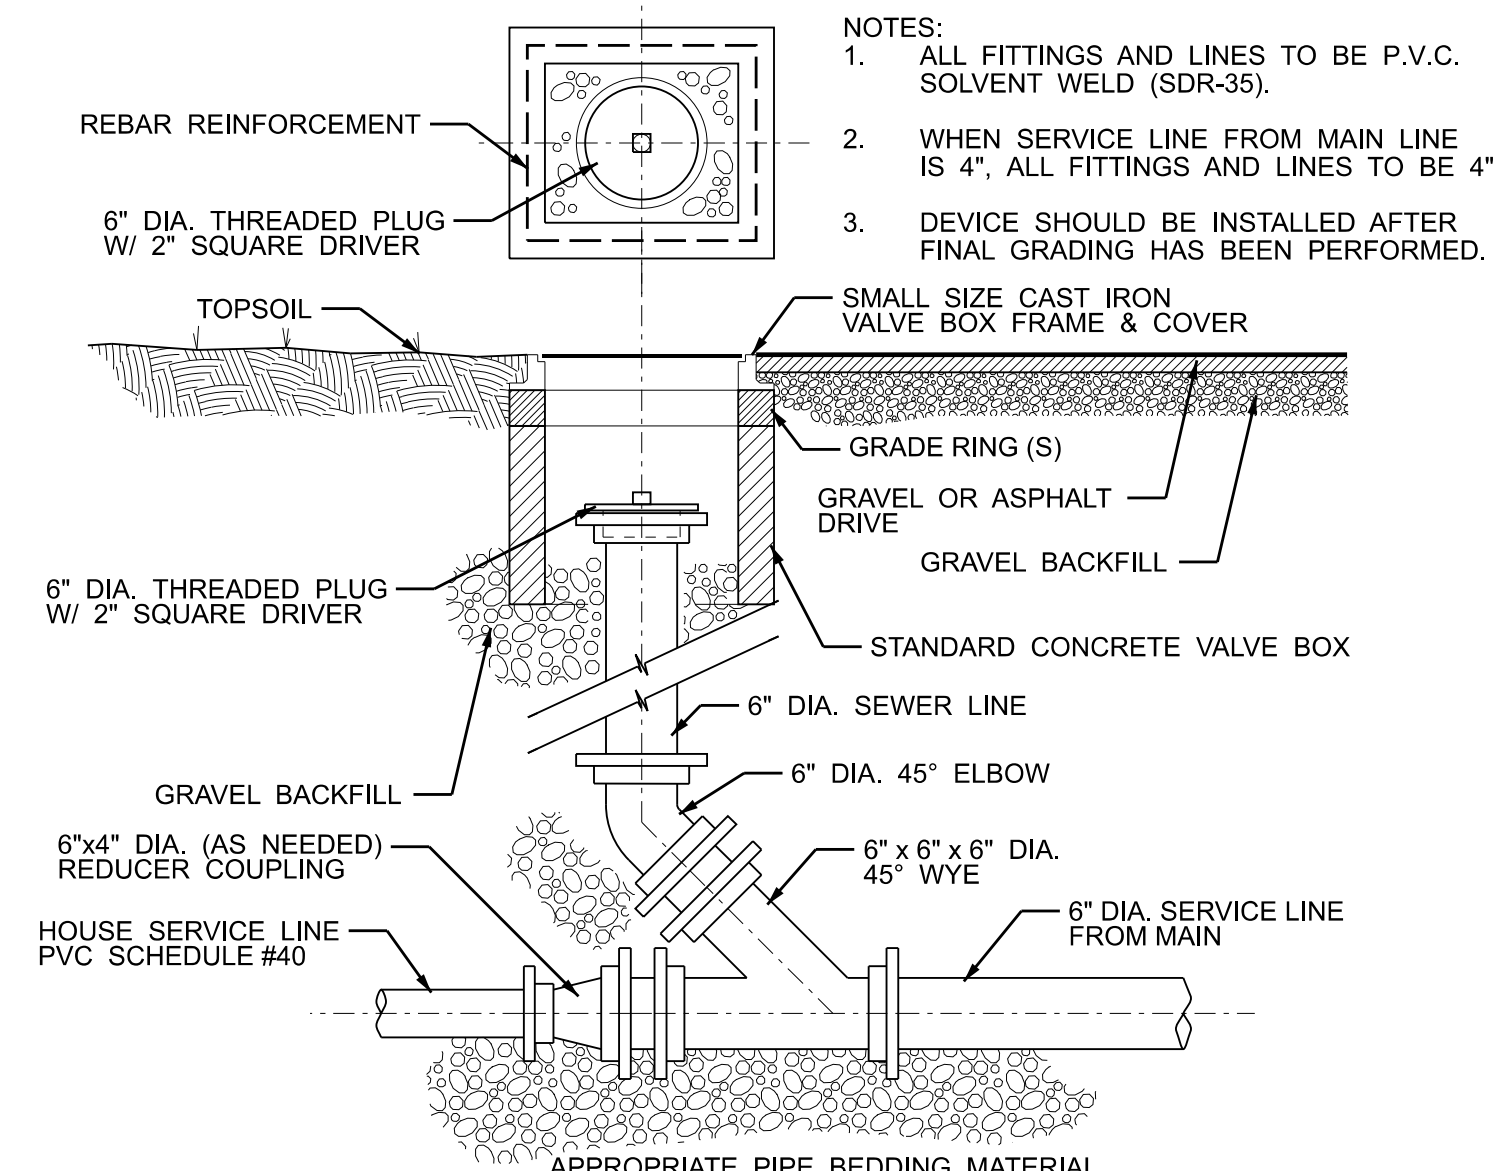 NOTES:
1. ALL FITTINGS AND LINES TO BE P.V.C.
SOLVENT WELD (SDR-35).
2. WHEN SERVICE LINE FROM MAIN LINE
IS 4", ALL FITTINGS AND LINES TO BE 4"
3. DEVICE SHOULD BE INSTALLED AFTER
FINAL GRADING HAS BEEN PERFORMED.
REBAR REINFORCEMENT
6" DIA. THREADED PLUG
W/ 2" SQUARE DRIVER
TOPSOIL
SMALL SIZE CAST IRON
VALVE BOX FRAME & COVER
GRADE RING (S)
GRAVEL OR ASPHALT
DRIVE
GRAVEL BACKFILL
6" DIA. THREADED PLUG
W/ 2" SQUARE DRIVER
STANDARD CONCRETE VALVE BOX
6" DIA. SEWER LINE
6" DIA. 45° ELBOW
GRAVEL BACKFILL
6"x4" DIA. (AS NEEDED)
REDUCER COUPLING
6" x 6" x 6" DIA.
45° WYE
HOUSE SERVICE LINE
PVC SCHEDULE #40
6" DIA. SERVICE LINE
FROM MAIN
APPROPRIATE PIPE BEDDING MATERIAL